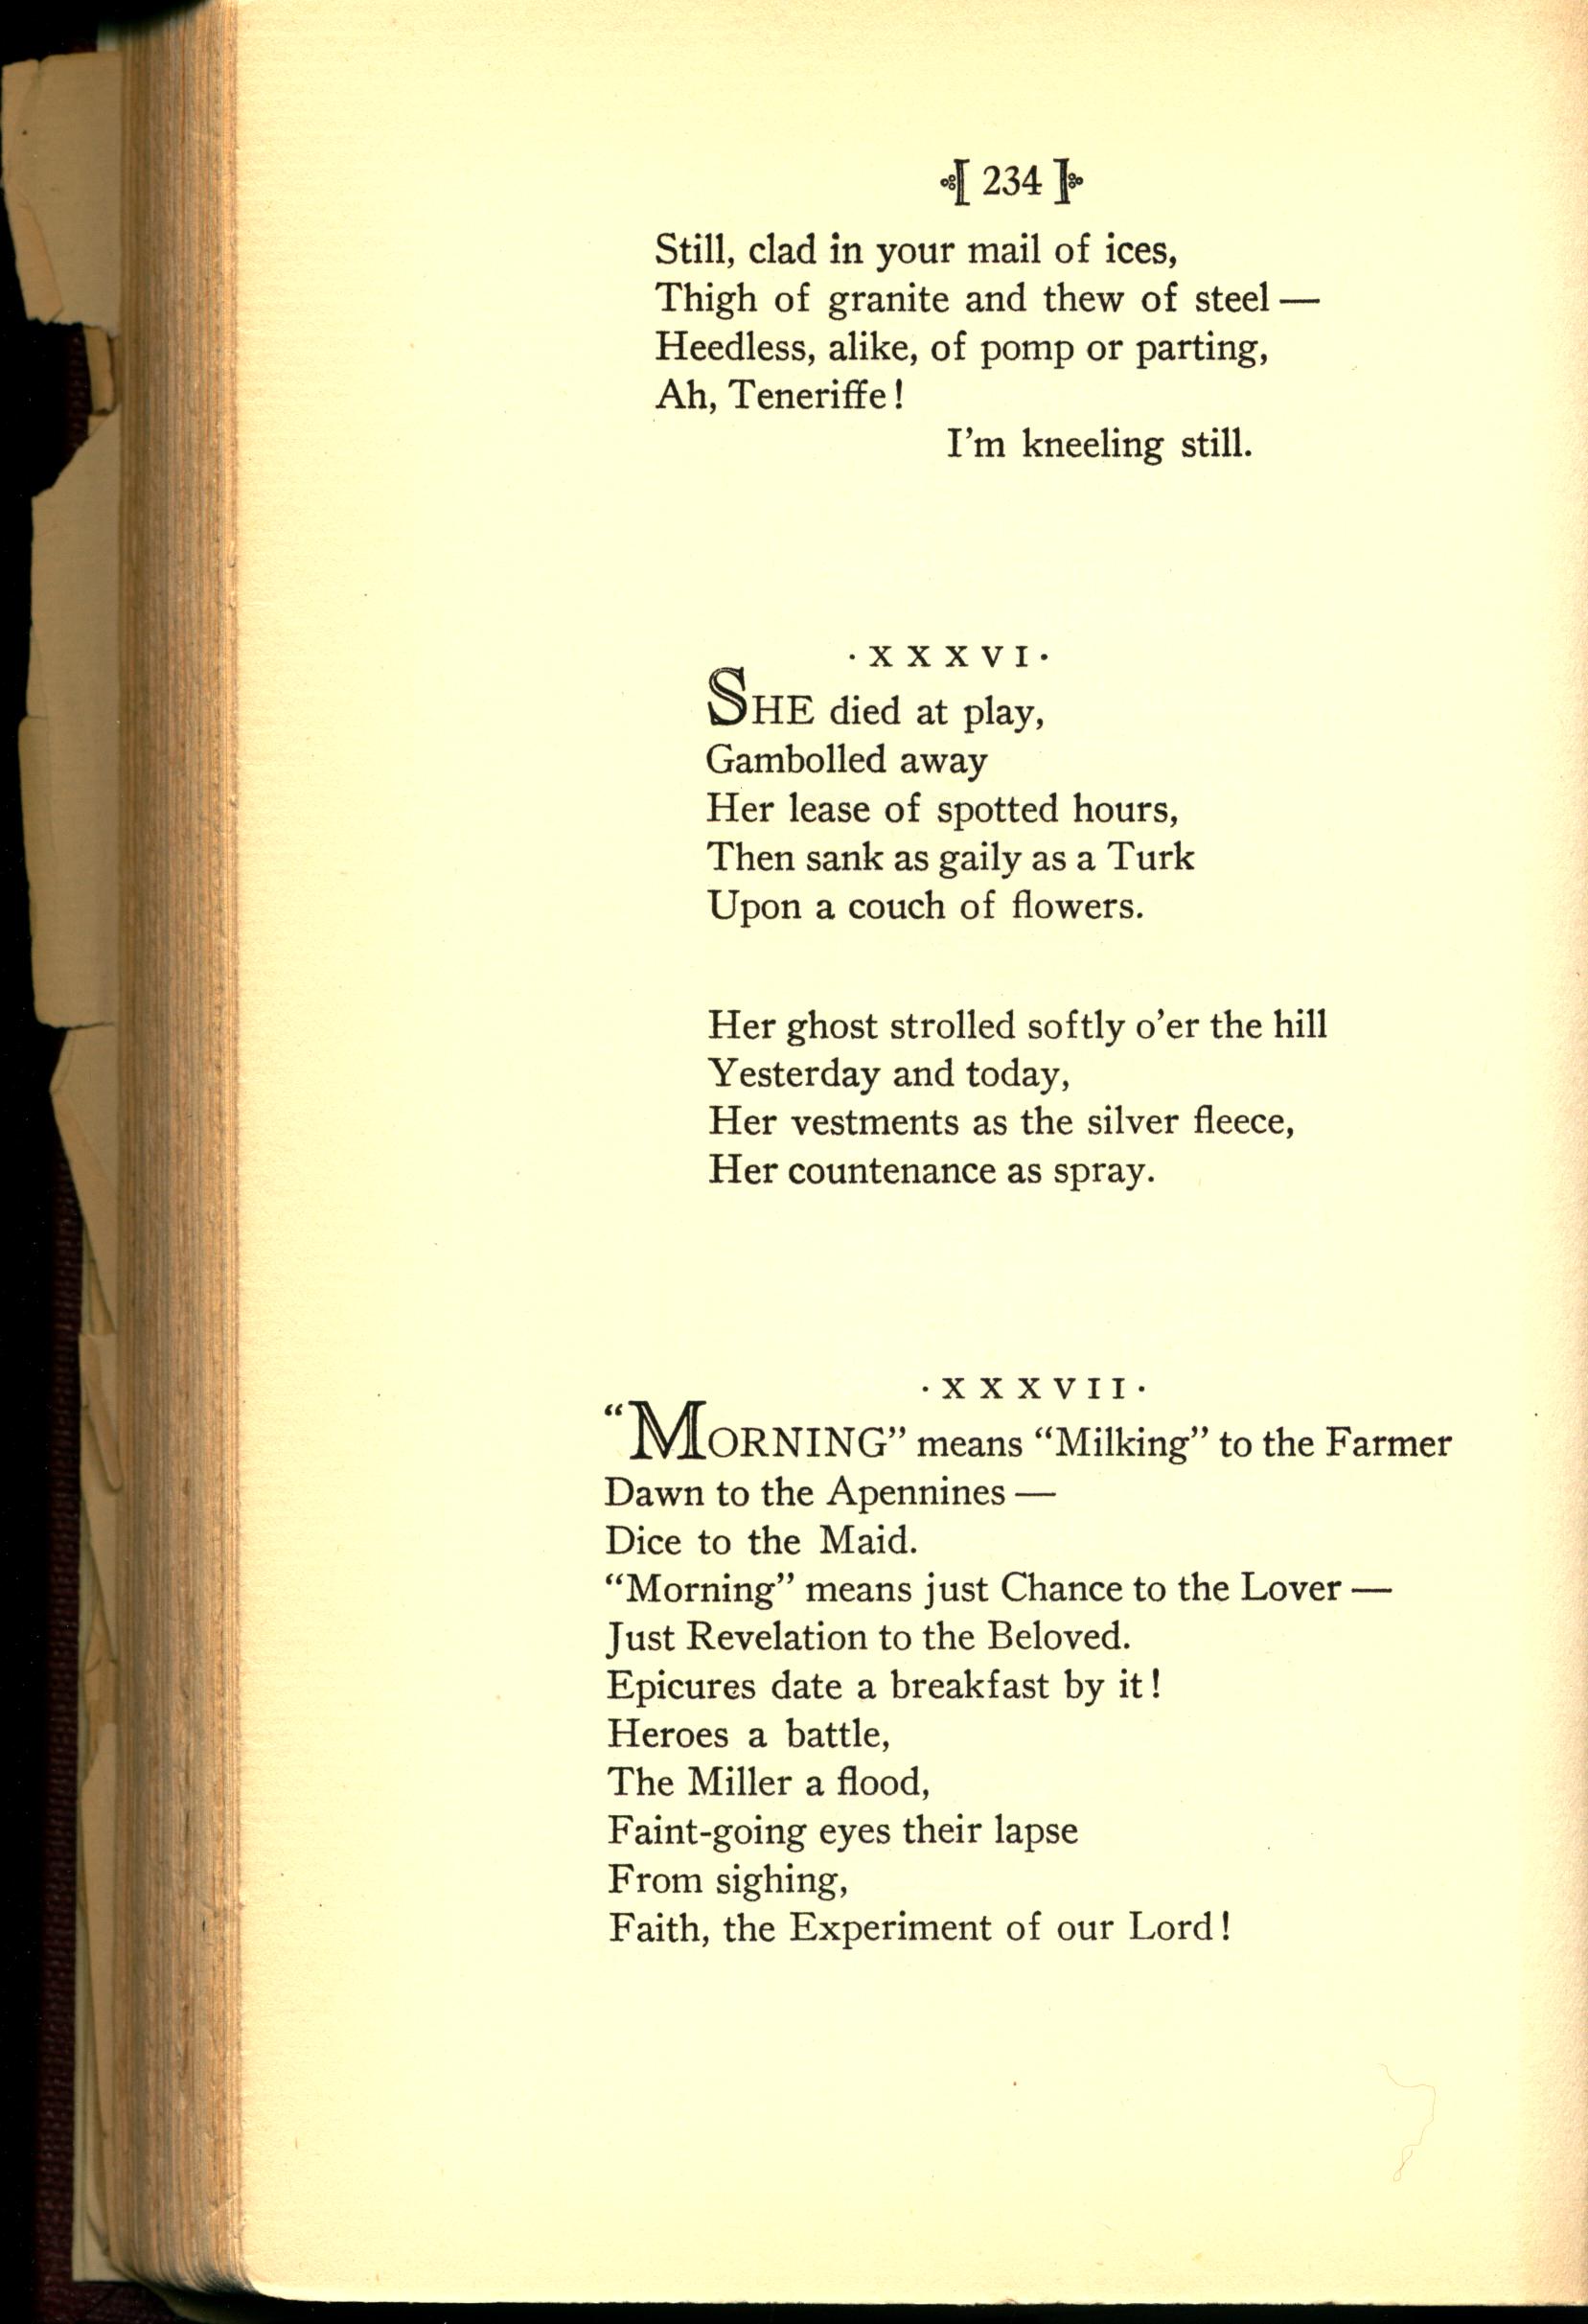 234
Still, clad in your mail of ices,
Thigh of granite and thew of steel —
Heedless, alike, of pomp or parting,
Ah, Teneriffe!
I'm kneeling still.
· X X X V I ·
SHE died at play,
Gambolled away
Her lease of spotted hours,
Then sank as gaily as a Turk
Upon a couch of flowers.
Her ghost strolled softly o'er the hill
Yesterday and today,
Her vestments as the silver fleece,
Her countenance as spray.
· X X X V I I ·
“MORNING” means “Milking” to the Farmer
Dawn to the Apennines —
Dice to the Maid.
“Morning” means just Chance to the Lover —
Just Revelation to the Beloved.
Epicures date a breakfast by it!
Heroes a battle,
The Miller a flood,
Faint-going eyes their lapse
From sighing,
Faith, the Experiment of our Lord!